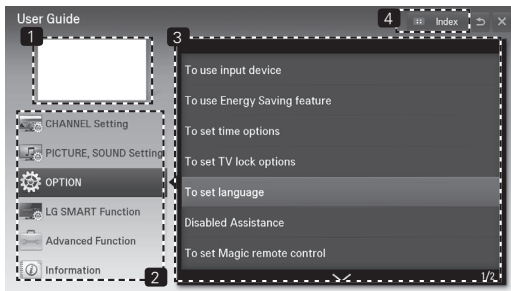 User Guide
4
Index
1
3
To use input device
To use Energy Saving feature
To set time options
To set TV lock options
To set language
Disabled Assistance
To set Magic remote control
1/2
CHANNEL Setting
PICTURE, SOUND Setting
OPTION
LG SMART Function
Advanced Function
Information
2